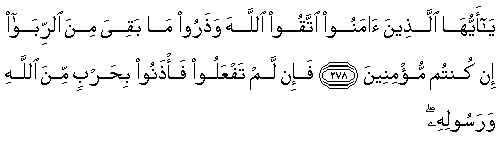 يَـٰٓأَيُّهَا ٱلَّذِينَ ءَامَنُوا۟ ٱتَّقُوا۟ ٱللَّهَ وَذَرُوا۟ مَا بَقِىَ مِنَ ٱلرِّبَوٰٓا۟
إِن كُنتُم مُّؤْمِنِينَ ﴿٢٧٨﴾ فَإِن لَّمْ تَفْعَلُوا۟ فَأْذَنُوا۟ بِحَرْبٍ مِّنَ ٱللَّهِ
وَرَسُولِهِۦ ۖ